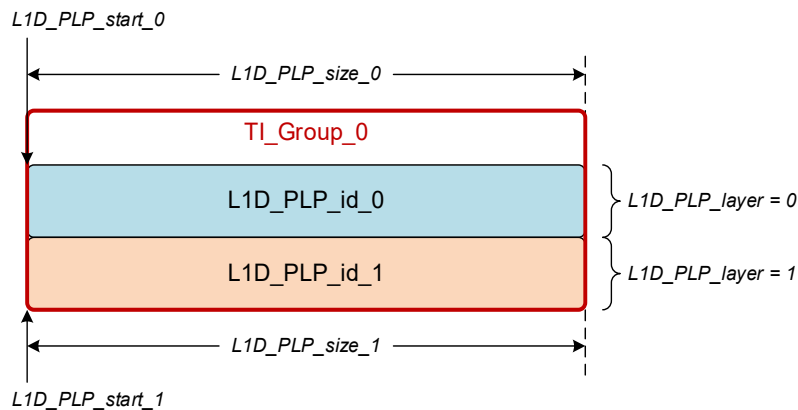 L1D_PLP_start_0
L1D_PLP_size_0
TI_Group_0
L1D_PLP_id_0
L1D_PLP_layer = 0
L1D_PLP_id_1
L1D_PLP_layer = 1
L1D_PLP_size_1
L1D_PLP_start_1